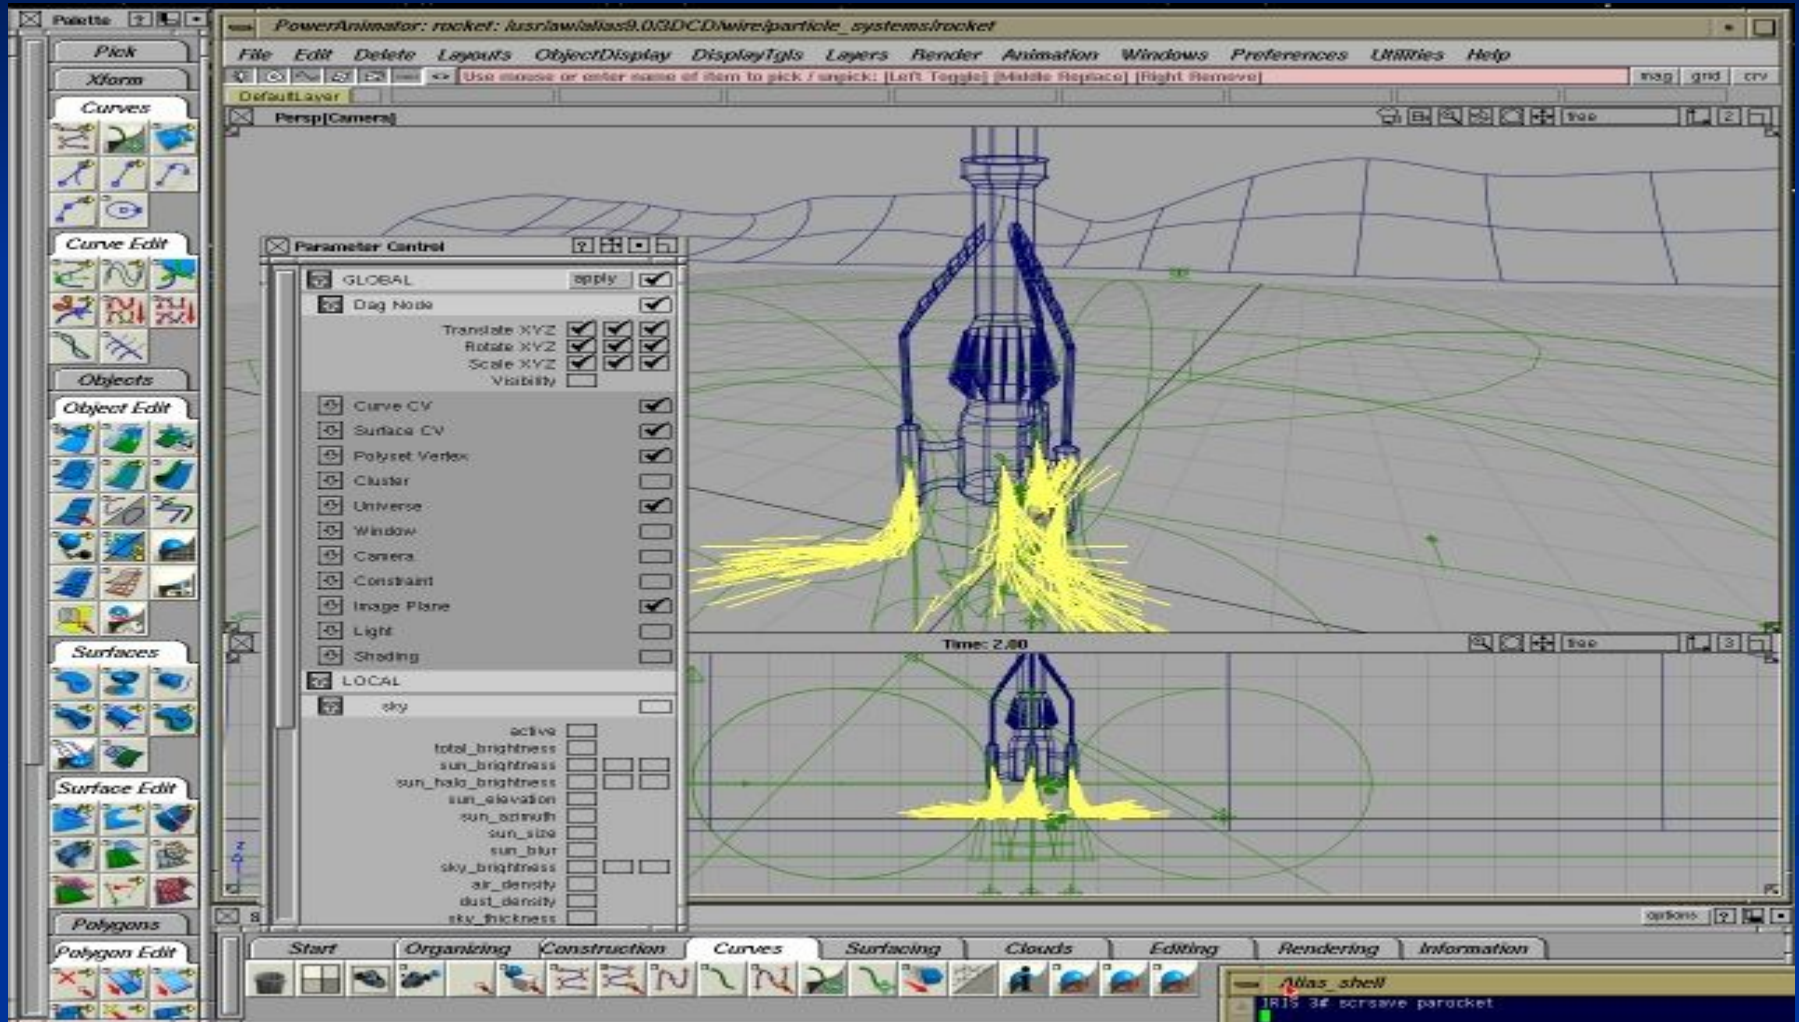 Palette
Pick
Xform
Curves
Curve Edit
Objects
Object Edit
Surfaces
Surface Edit
Polygons
Polygon Edit
PowerAnimator: rocket: /usr/aw/alias9.0/3DCD/wire/particle_systems/rocket
File Edit Delete Layouts ObjectDisplay DisplayTgls Layers Render Animation Windows Preferences Utilities Help
Use mouse or enter name of item to pick / unpick: [Left Toggle] [Middle Replace] [Right Remove] mag grid crv
DefaultLayer
Persp[Camera] free 2
Parameter Control
GLOBAL apply
Dag Node
Translate XYZ
Rotate XYZ
Scale XYZ
Visibility
Curve CV
Surface CV
Polyset Vertex
Cluster
Universe
Window
Camera
Constraint
Image Plane
Light
Shading
LOCAL
sky
active
total_brightness
sun_brightness
sun_halo_brightness
sun_elevation
sun_azimuth
sun_size
sun_blur
sky_brightness
air_density
dust_density
sky_thickness
Time: 2.00 free 3
Z
S options
Start Organizing Construction Curves Surfacing Clouds Editing Rendering Information
Alias_shell
IRIS 3# scrsave parocket